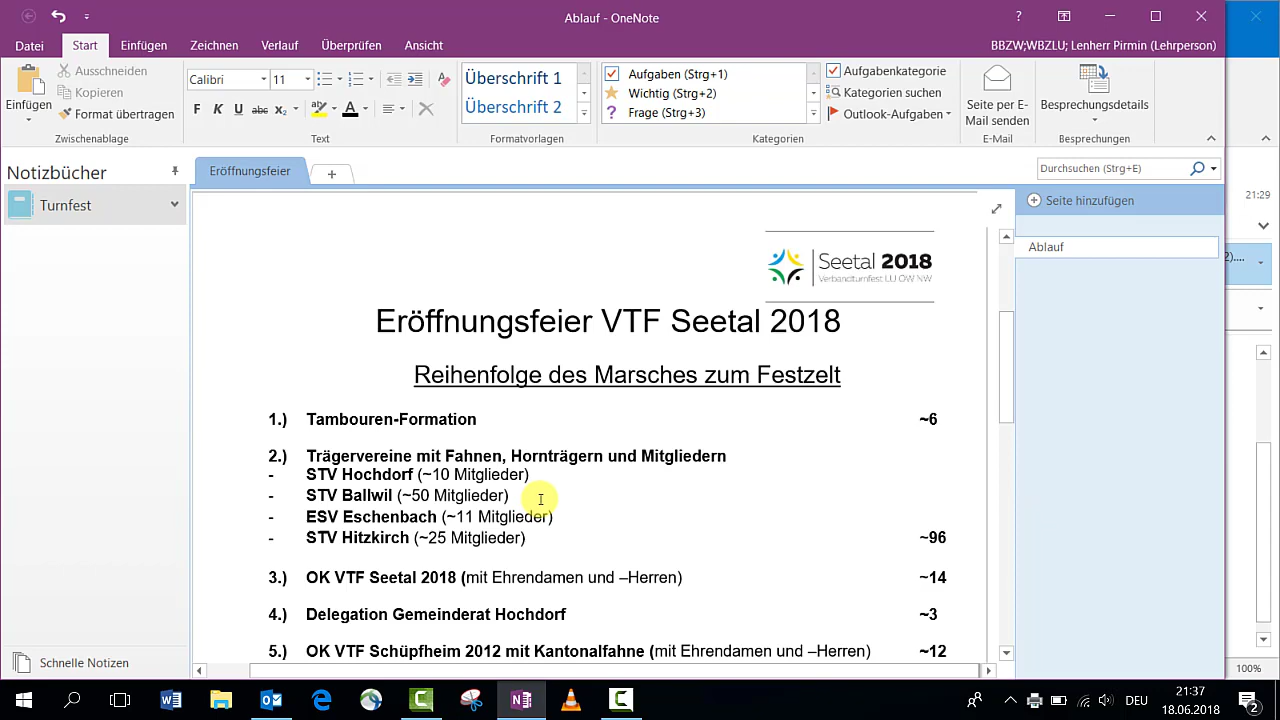 Ablauf - OneNote
?
Datei Start Einfügen Zeichnen Verlauf Überprüfen Ansicht BBZW;WBZLU; Lenherr Pirmin (Lehrperson)
Einfügen
Ausschneiden
Kopieren
Format übertragen
Zwischenablage
Calibri 11
F K U abc x₂ A
Text
Überschrift 1
Überschrift 2
Formatvorlagen
Aufgaben (Strg+1)
Wichtig (Strg+2)
? Frage (Strg+3)
Kategorien
Aufgabenkategorie
Kategorien suchen
Outlook-Aufgaben
Seite per E-
Mail senden
E-Mail
Besprechungsdetails
Besprechungen
Notizbücher
Turnfest
Eröffnungsfeier +
Durchsuchen (Strg+E)
Seite hinzufügen
Ablauf
21:29
2)....
Seetal 2018
Verbandturnfest LU OW NW
Eröffnungsfeier VTF Seetal 2018
Reihenfolge des Marsches zum Festzelt
1.) Tambouren-Formation ~6
2.) Trägervereine mit Fahnen, Hornträgern und Mitgliedern
- STV Hochdorf (~10 Mitglieder)
- STV Ballwil (~50 Mitglieder)
- ESV Eschenbach (~11 Mitglieder)
- STV Hitzkirch (~25 Mitglieder) ~96
3.) OK VTF Seetal 2018 (mit Ehrendamen und –Herren) ~14
4.) Delegation Gemeinderat Hochdorf ~3
5.) OK VTF Schüpfheim 2012 mit Kantonalfahne (mit Ehrendamen und –Herren) ~12
Schnelle Notizen
100%
DEU
21:37
18.06.2018
2